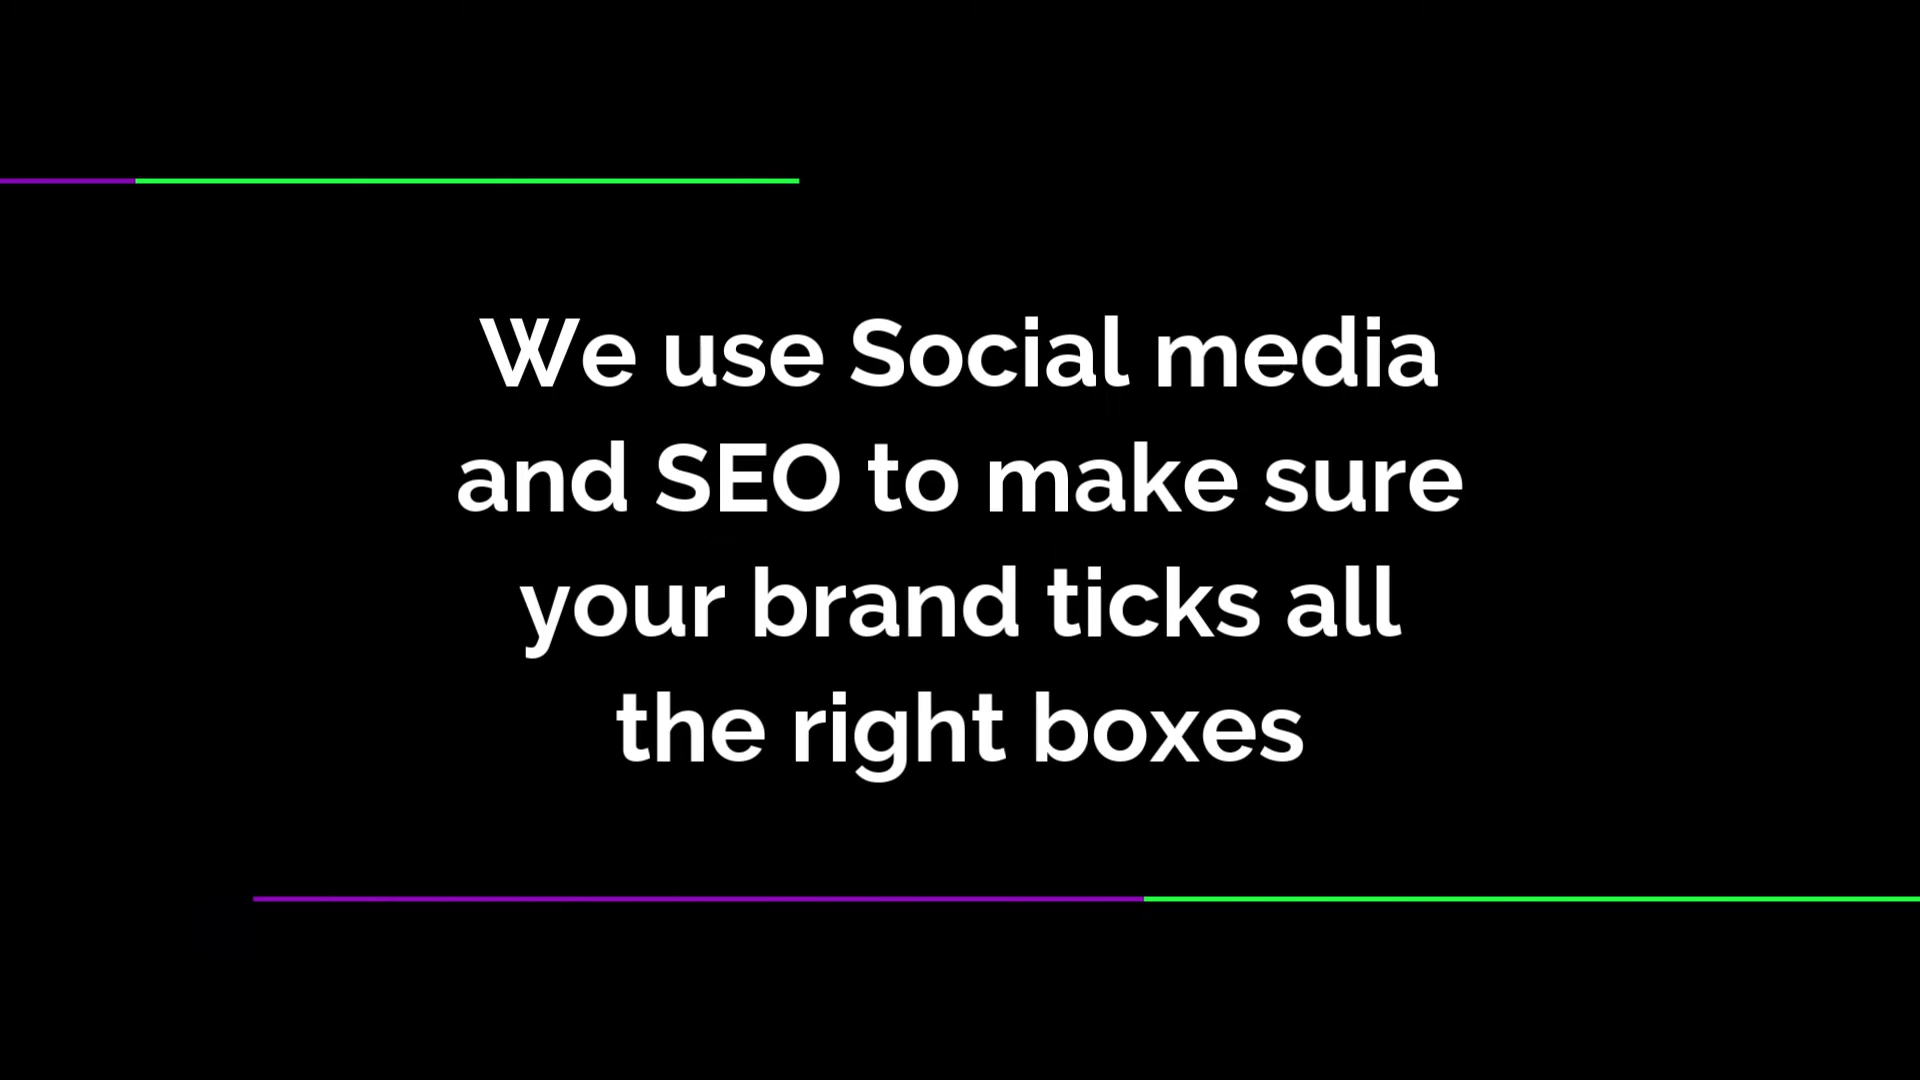 We use Social media
and SEO to make sure
your brand ticks all
the right boxes